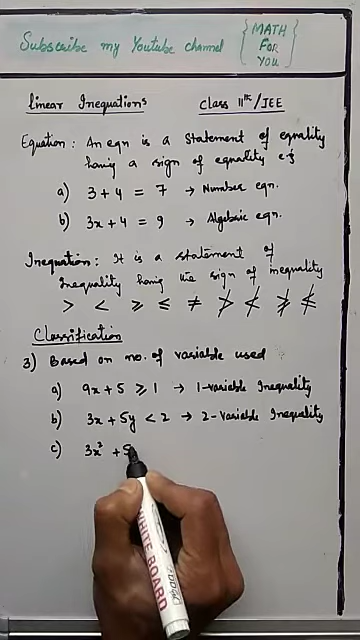 Subscribe my Youtube channel { MATH FOR YOU }
Linear Inequations Class 11th/JEE
Equation: An eqn is a Statement of equality
having a sign of equality e.g
a) 3 + 4 = 7 → Number eqn.
b) 3x + 4 = 9 → Algebraic eqn.
Inequation: It is a statement of
Inequality having the sign of inequality
> < ⩾ ≤ ≠ ≯ ≮ ⋡ ≰
Classification
3) Based on no. of variable used
a) 9x + 5 ⩾ 1 → 1-variable Inequality
b) 3x + 5y < 2 → 2-variable Inequality
c) 3x² + 5
WHITE BOARD